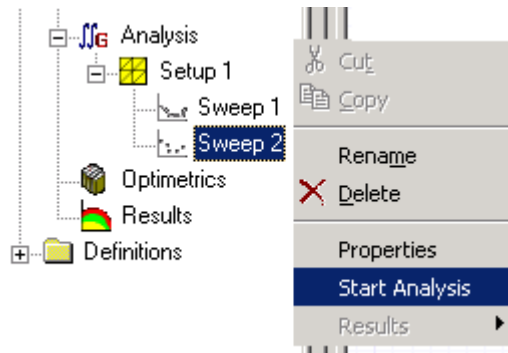 Analysis
Setup 1
Sweep 1
Sweep 2
Optimetrics
Results
Definitions
Cut
Copy
Rename
Delete
Properties
Start Analysis
Results